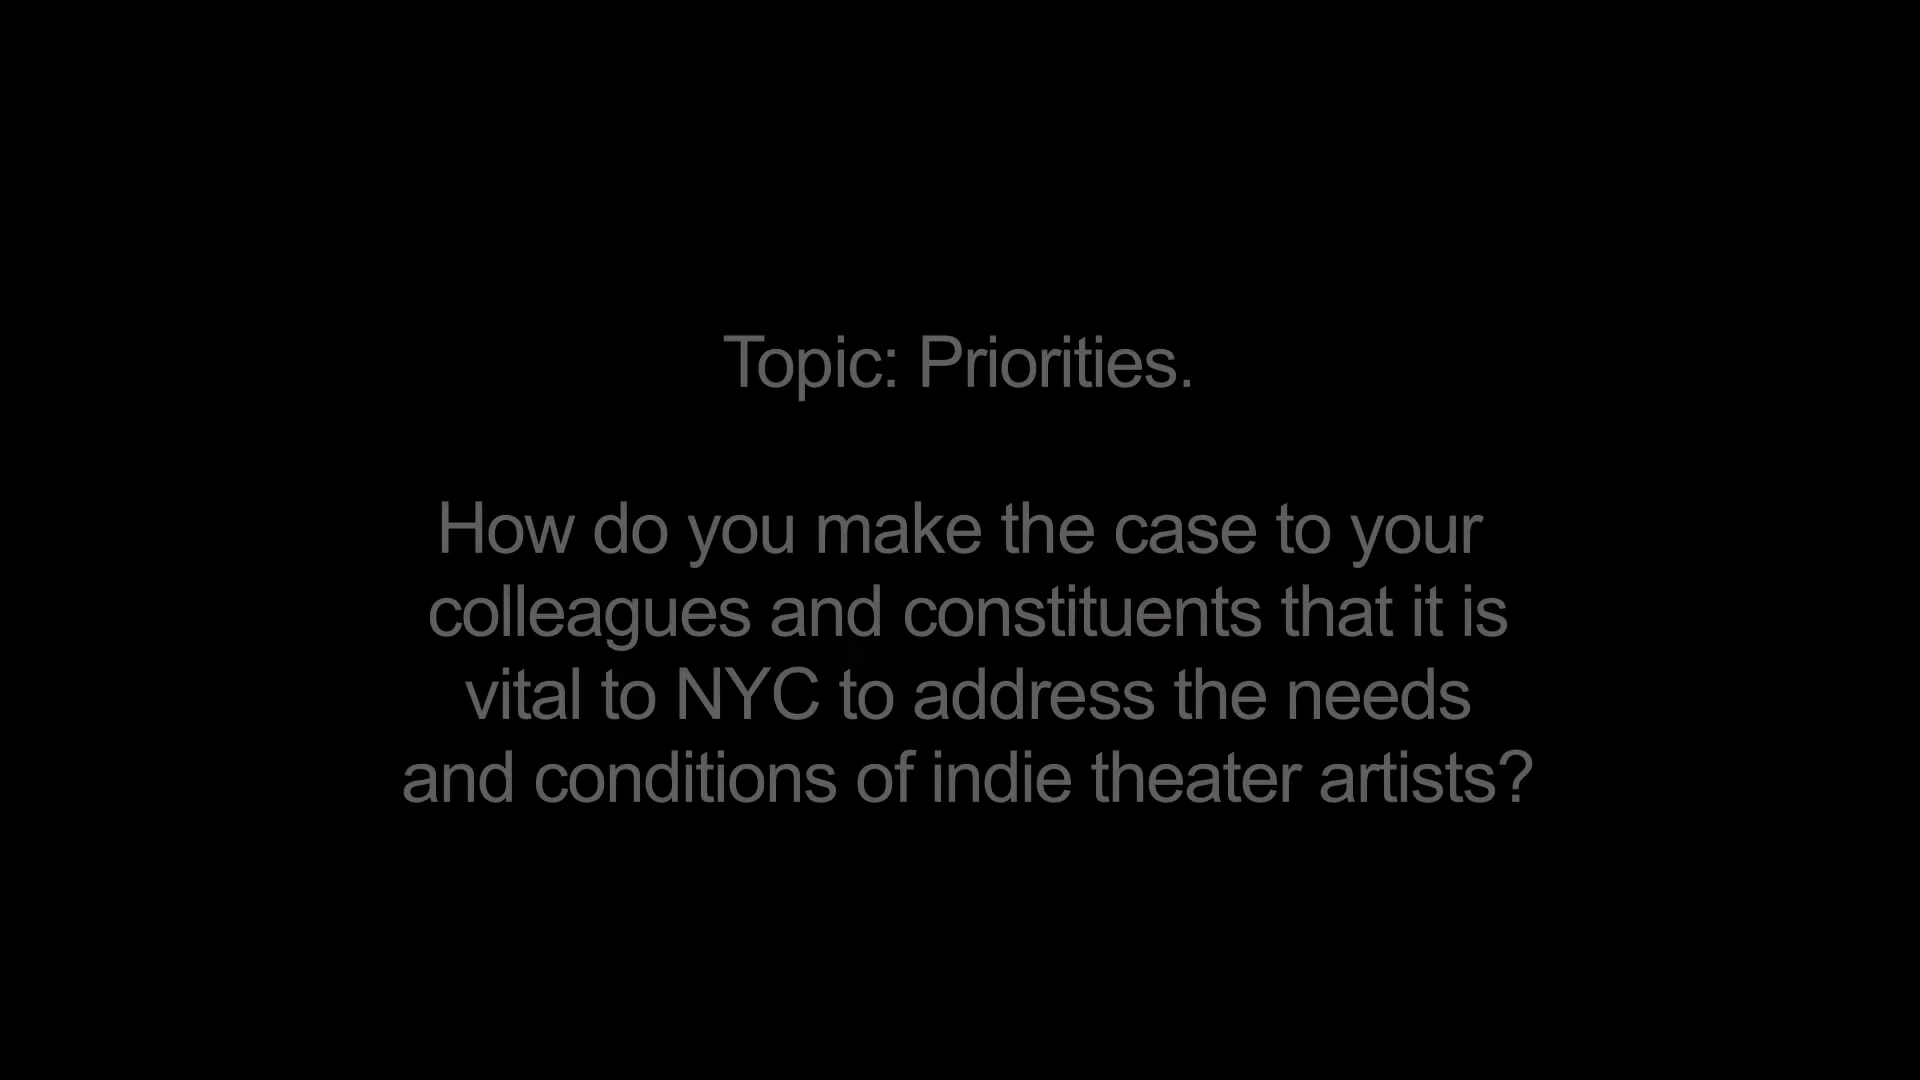 Topic: Priorities.
How do you make the case to your
colleagues and constituents that it is
vital to NYC to address the needs
and conditions of indie theater artists?